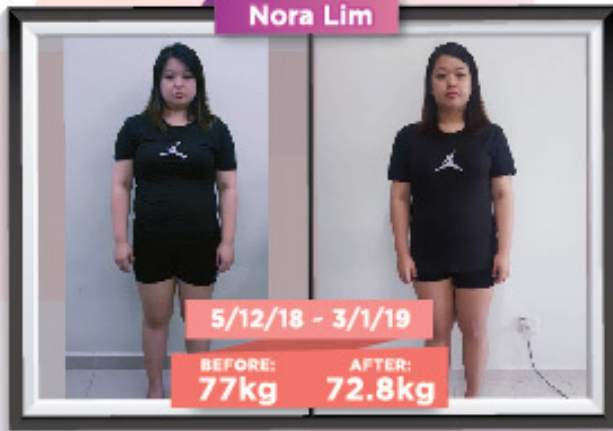 Nora Lim
5/12/18 - 3/1/19
BEFORE: AFTER:
77kg 72.8kg